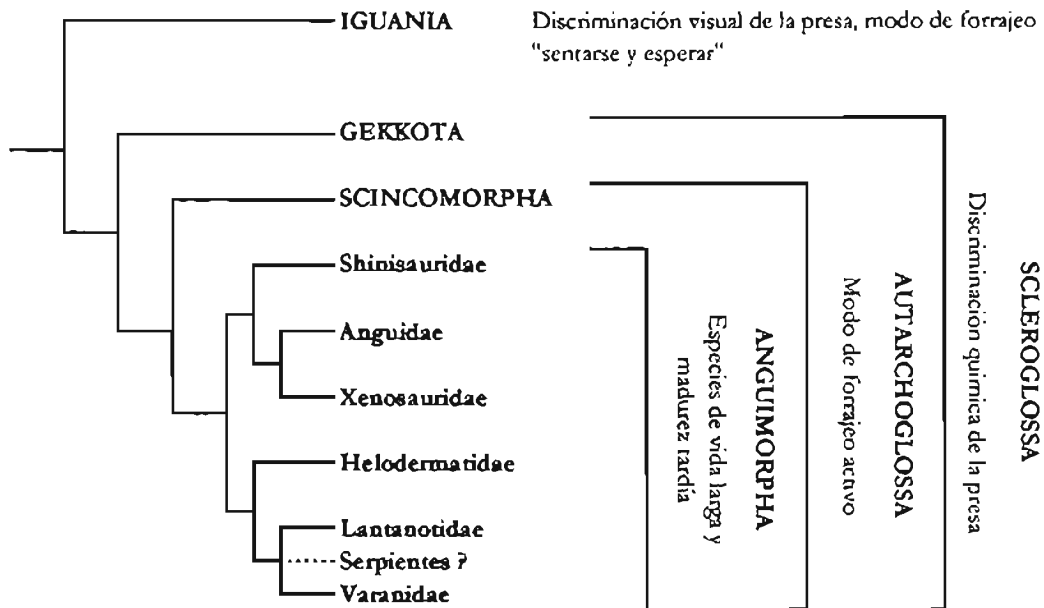 IGUANIA
Discriminación visual de la presa, modo de forrajeo
"sentarse y esperar"
GEKKOTA
SCINCOMORPHA
Shinisauridae
Anguidae
Xenosauridae
Helodermatidae
Lantanotidae
Serpientes ?
Varanidae
ANGUIMORPHA
Especies de vida larga y
madurez tardía
AUTARCHOGLOSSA
Modo de forrajeo activo
SCLEROGLOSSA
Discriminación quimica de la presa